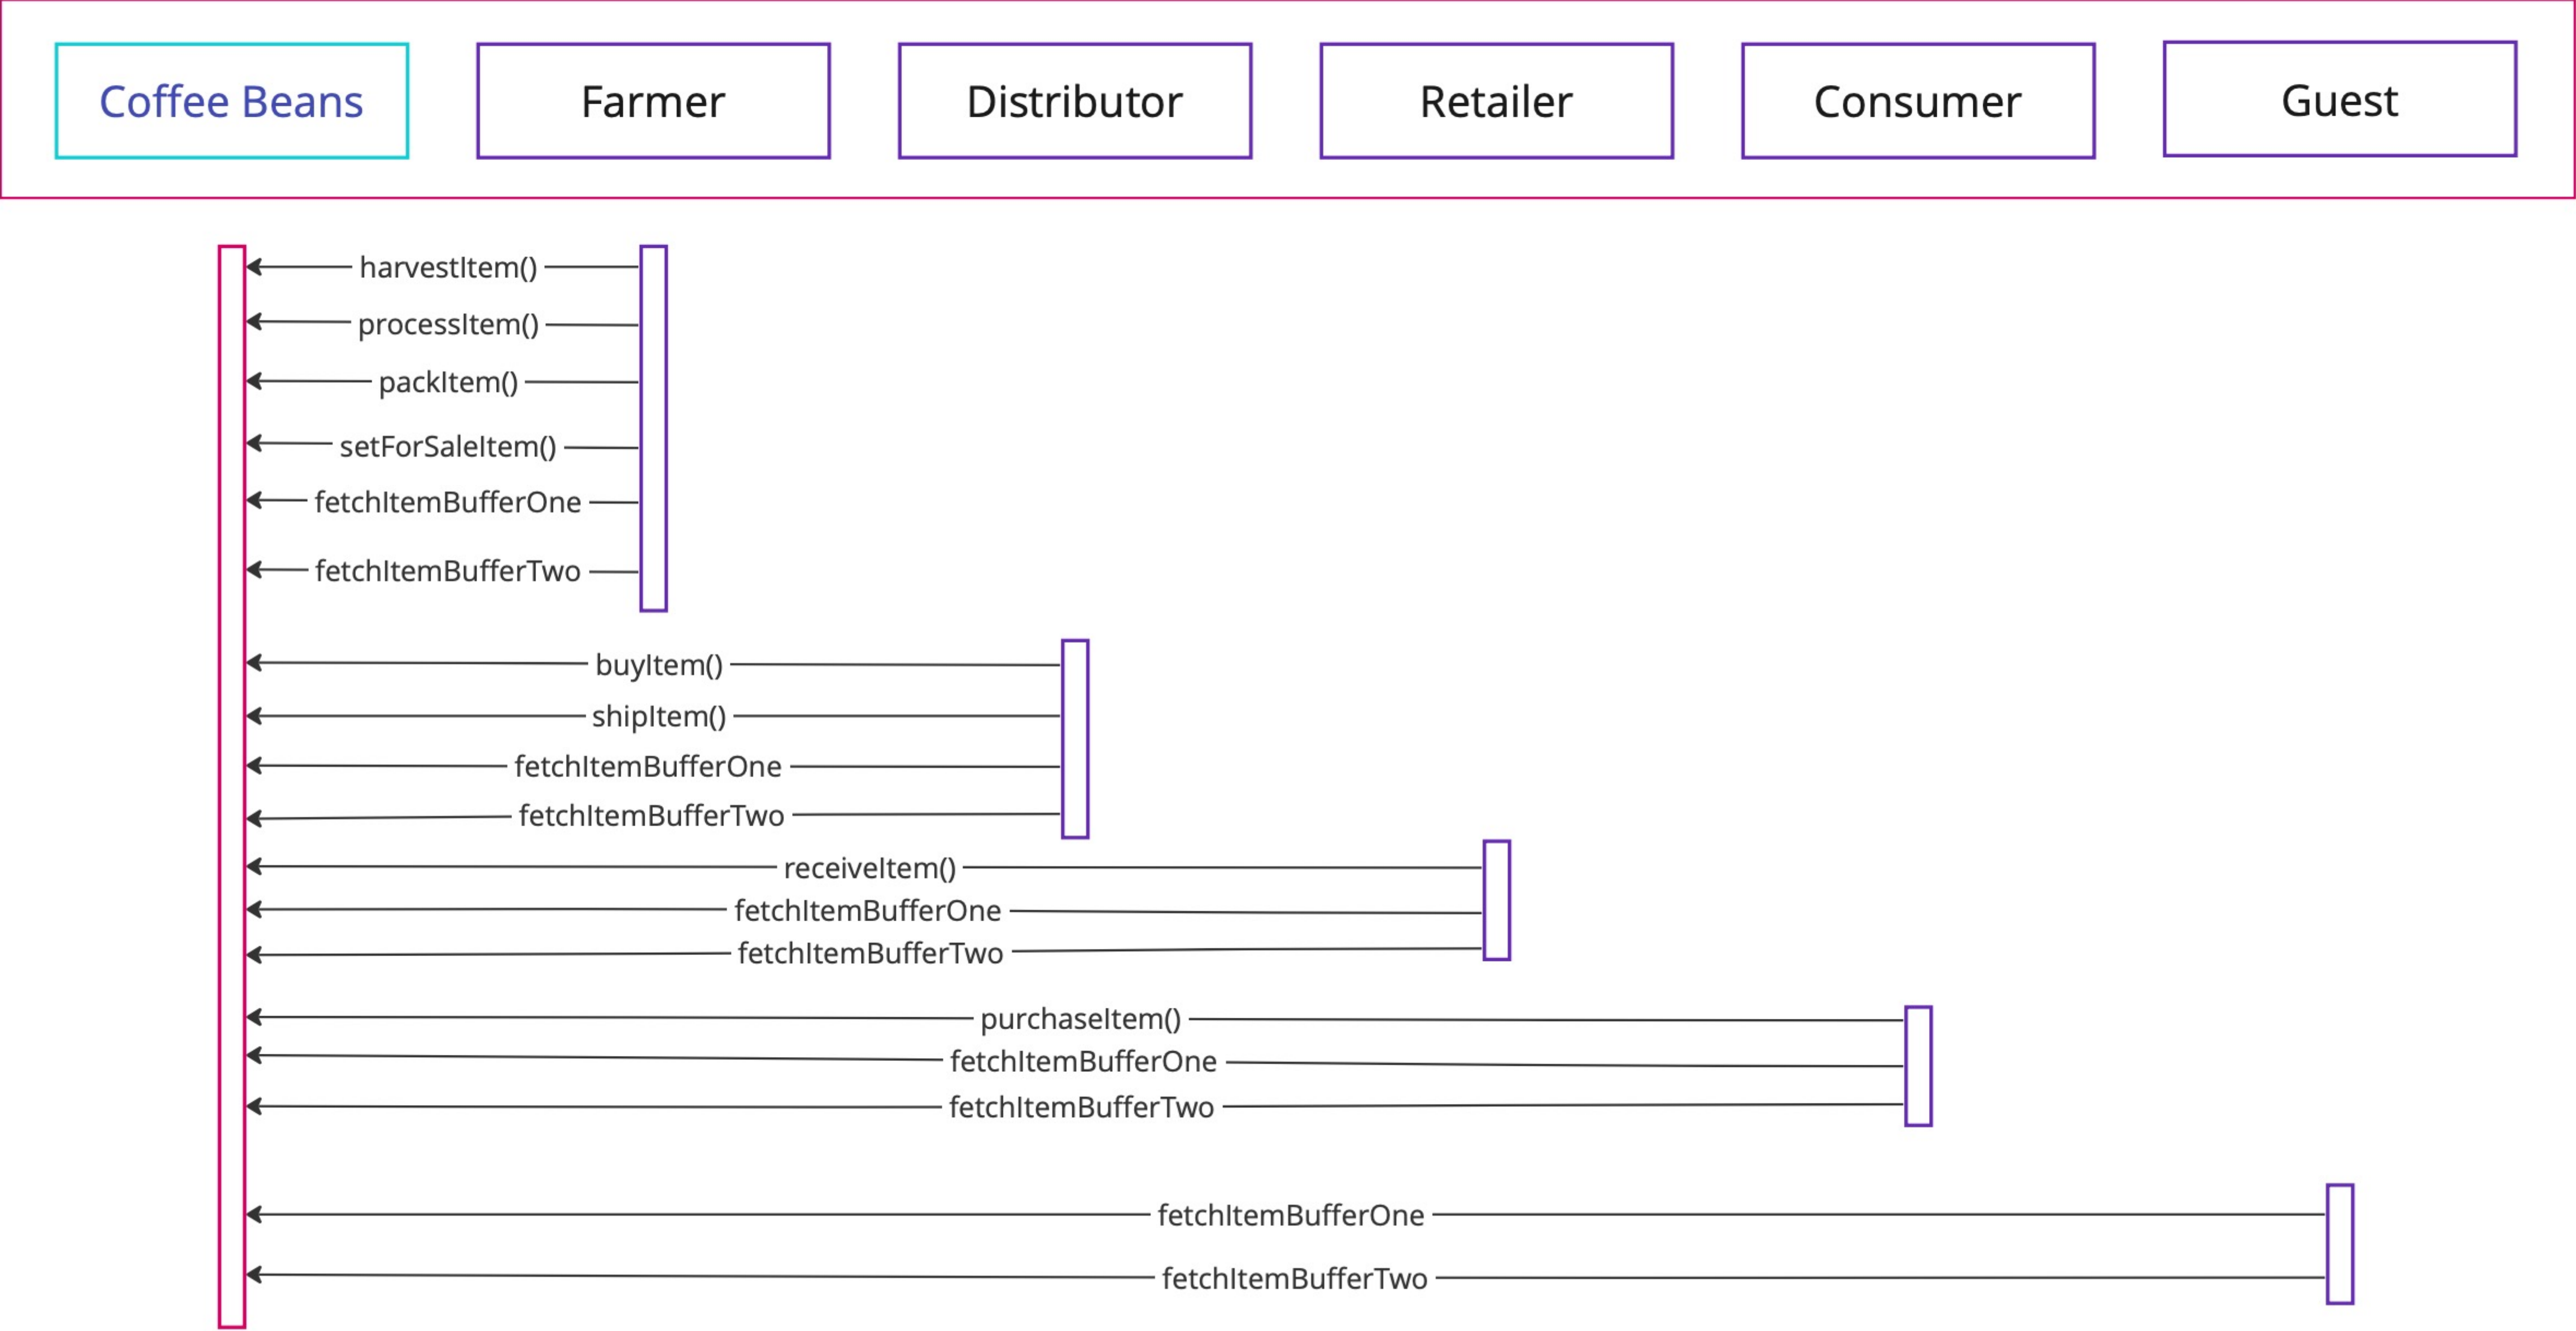 Coffee Beans
Farmer
Distributor
Retailer
Consumer
Guest
harvestItem()
processItem()
packItem()
setForSaleItem()
fetchItemBufferOne
fetchItemBufferTwo
buyItem()
shipItem()
fetchItemBufferOne
fetchItemBufferTwo
receiveItem()
fetchItemBufferOne
fetchItemBufferTwo
purchaseItem()
fetchItemBufferOne
fetchItemBufferTwo
fetchItemBufferOne
fetchItemBufferTwo